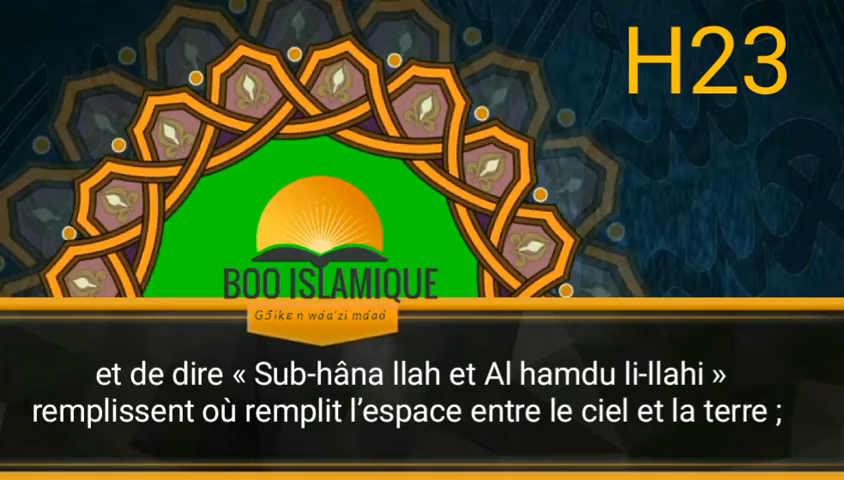 H23
BOO ISLAMIQUE
et de dire « Sub-hâna llah et Al hamdu li-llahi »
remplissent où remplit l’espace entre le ciel et la terre ;